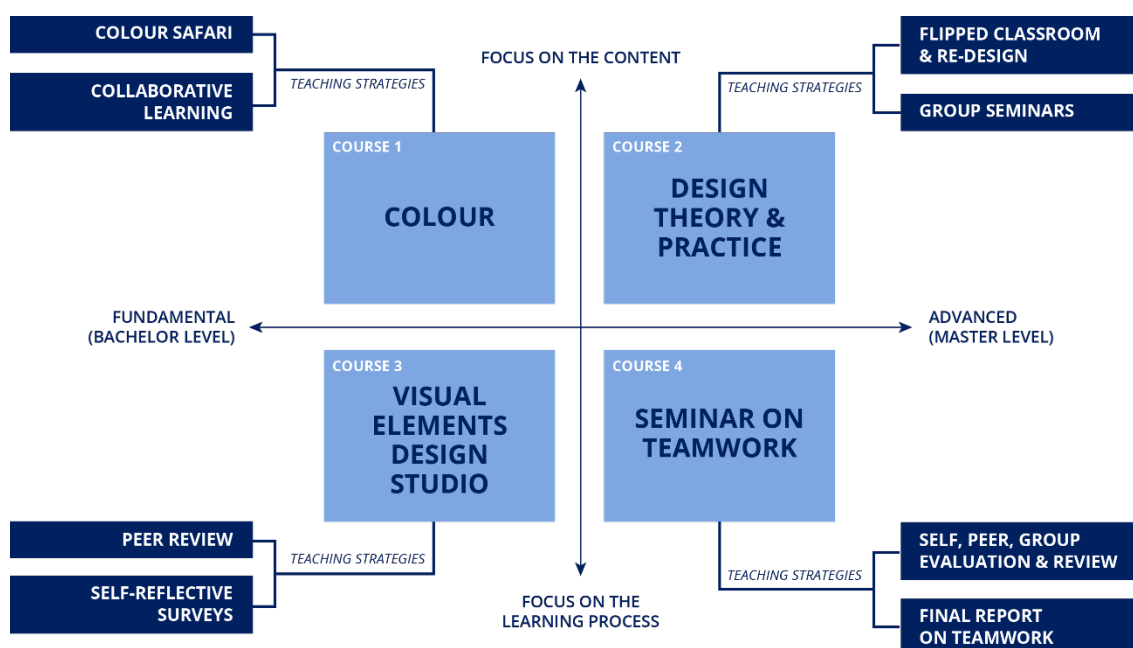 COLOUR SAFARI
COLLABORATIVE
LEARNING
TEACHING STRATEGIES
FOCUS ON THE CONTENT
TEACHING STRATEGIES
FLIPPED CLASSROOM
& RE-DESIGN
GROUP SEMINARS
COURSE 1
COLOUR
COURSE 2
DESIGN
THEORY &
PRACTICE
FUNDAMENTAL
(BACHELOR LEVEL)
ADVANCED
(MASTER LEVEL)
COURSE 3
VISUAL
ELEMENTS
DESIGN
STUDIO
COURSE 4
SEMINAR ON
TEAMWORK
PEER REVIEW
SELF-REFLECTIVE
SURVEYS
TEACHING STRATEGIES
FOCUS ON THE
LEARNING PROCESS
TEACHING STRATEGIES
SELF, PEER, GROUP
EVALUATION & REVIEW
FINAL REPORT
ON TEAMWORK